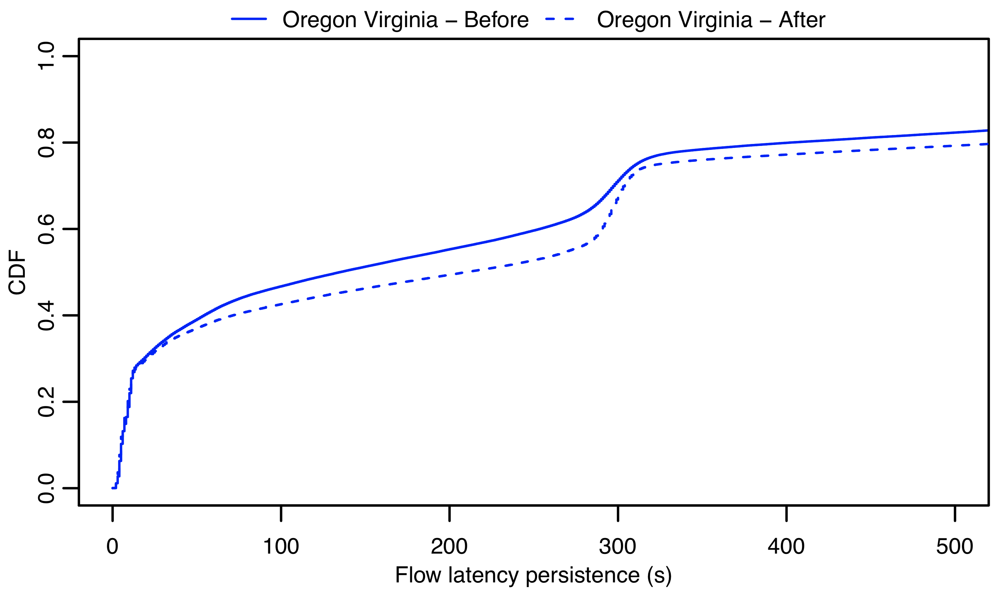 Oregon Virginia – Before Oregon Virginia – After
1.0
0.8
0.6
0.4
0.2
0.0
CDF
0 100 200 300 400 500
Flow latency persistence (s)